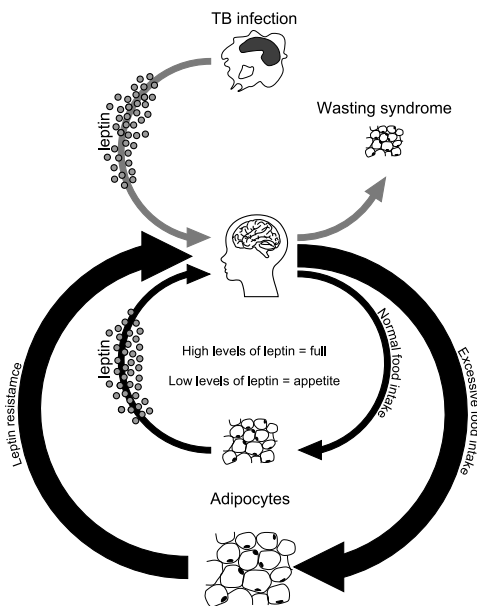 TB infection
Wasting syndrome
leptin
leptin
Leptin resistamce
Normal food intake
Excessive food intake
High levels of leptin = full
Low levels of leptin = appetite
Adipocytes